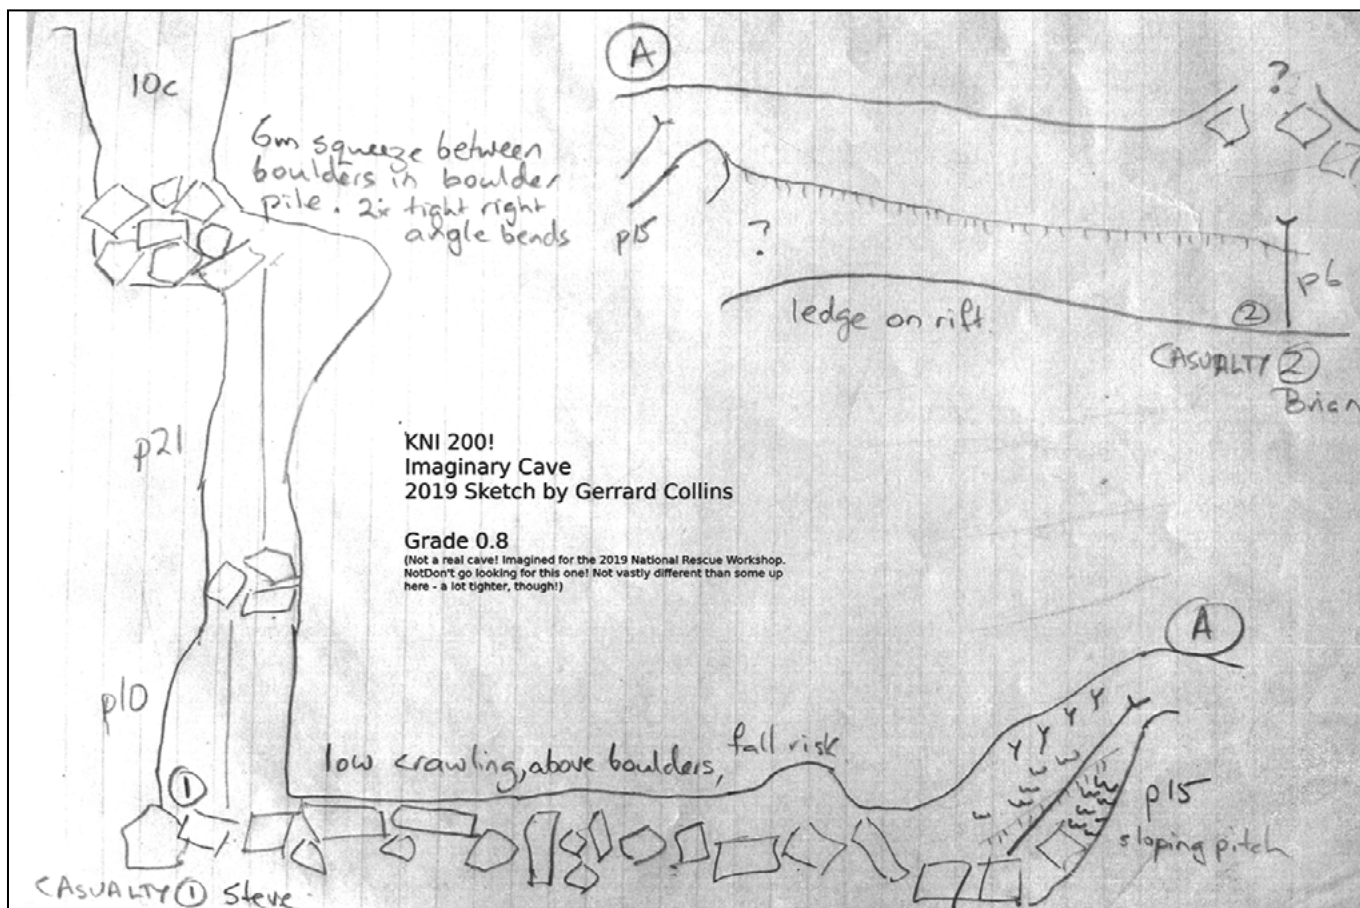 10c
6m squeeze between
boulders in boulder
pile. 2x tight right
angle bends
A
p15
?
?
ledge on rift.
p6
2
CASUALTY 2
Brian
p21
KNI 200!
Imaginary Cave
2019 Sketch by Gerrard Collins
Grade 0.8
(Not a real cave! Imagined for the 2019 National Rescue Workshop.
NotDon't go looking for this one! Not vastly different than some up
here - a lot tighter, though!)
p10
1
low crawling, above boulders, fall risk
A
p15
sloping pitch
CASUALTY 1 Steve